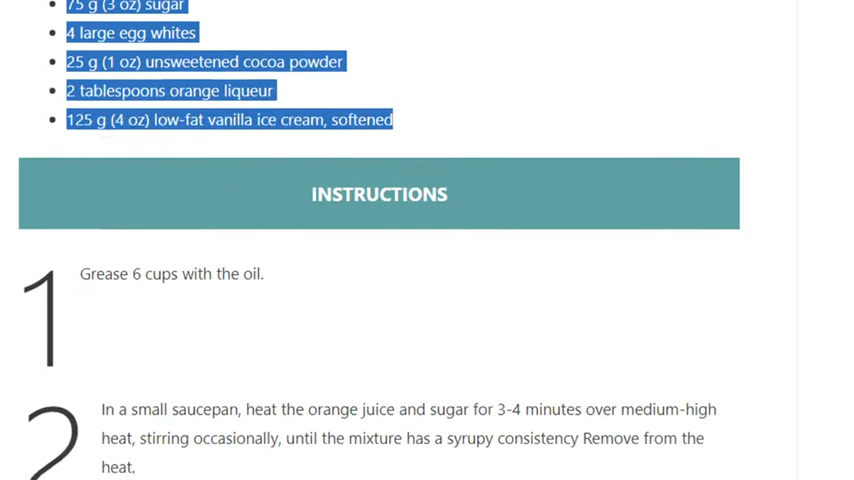 75 g (3 oz) sugar
4 large egg whites
25 g (1 oz) unsweetened cocoa powder
2 tablespoons orange liqueur
125 g (4 oz) low-fat vanilla ice cream, softened
INSTRUCTIONS
1
Grease 6 cups with the oil.
2
In a small saucepan, heat the orange juice and sugar for 3-4 minutes over medium-high
heat, stirring occasionally, until the mixture has a syrupy consistency Remove from the
heat.